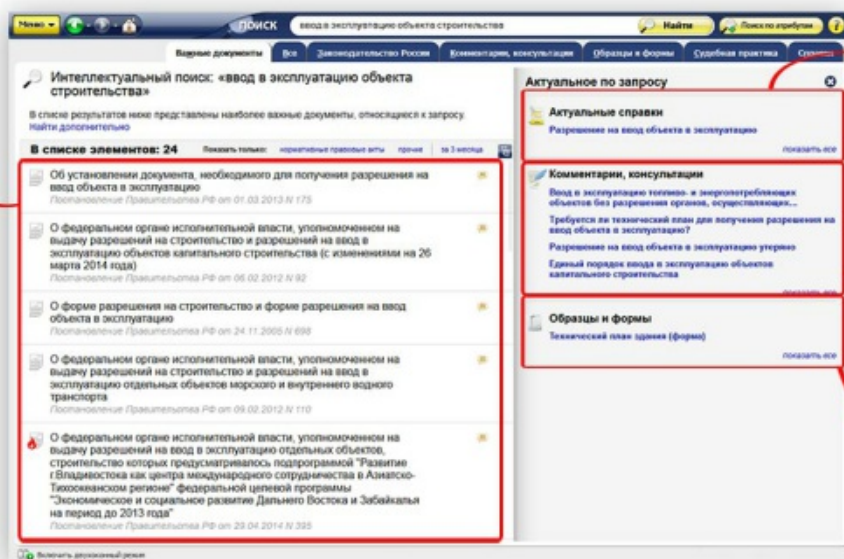 Меню
ПОИСК
ввод в эксплуатацию объекта строительства
Найти
Поиск по атрибутам
?
Важные документы
Все
Законодательство России
Комментарии, консультации
Образцы и формы
Судебная практика
Справки
Интеллектуальный поиск: «ввод в эксплуатацию объекта
строительства»
В списке результатов ниже представлены наиболее важные документы, относящиеся к запросу.
Найти дополнительно
В списке элементов: 24
Показать только:
нормативные правовые акты
прочие
за 3 месяца
Об установлении документа, необходимого для получения разрешения на
ввод объекта в эксплуатацию
Постановление Правительства РФ от 01.03.2013 N 175
О федеральном органе исполнительной власти, уполномоченном на
выдачу разрешений на строительство и разрешений на ввод в
эксплуатацию объектов капитального строительства (с изменениями на 26
марта 2014 года)
Постановление Правительства РФ от 06.02.2012 N 92
О форме разрешения на строительство и форме разрешения на ввод
объекта в эксплуатацию
Постановление Правительства РФ от 24.11.2005 N 698
О федеральном органе исполнительной власти, уполномоченном на
выдачу разрешений на строительство и разрешений на ввод в
эксплуатацию отдельных объектов морского и внутреннего водного
транспорта
Постановление Правительства РФ от 09.02.2012 N 110
О федеральном органе исполнительной власти, уполномоченном на
выдачу разрешений на ввод в эксплуатацию отдельных объектов,
строительство которых предусматривалось подпрограммой "Развитие
г.Владивостока как центра международного сотрудничества в Азиатско-
Тихоокеанском регионе" федеральной целевой программы
"Экономическое и социальное развитие Дальнего Востока и Забайкалья
на период до 2013 года"
Постановление Правительства РФ от 29.04.2014 N 395
Включить двухоконный режим
Актуальное по запросу
Актуальные справки
Разрешение на ввод объекта в эксплуатацию
показать все
Комментарии, консультации
Ввод в эксплуатацию топливо- и энергопотребляющих
объектов без разрешения органов, осуществляющих...
Требуется ли технический план для получения разрешения на
ввод объекта в эксплуатацию?
Разрешение на ввод объекта в эксплуатацию утеряно
Единый порядок ввода в эксплуатацию объектов
капитального строительства
показать все
Образцы и формы
Технический план здания (форма)
показать все